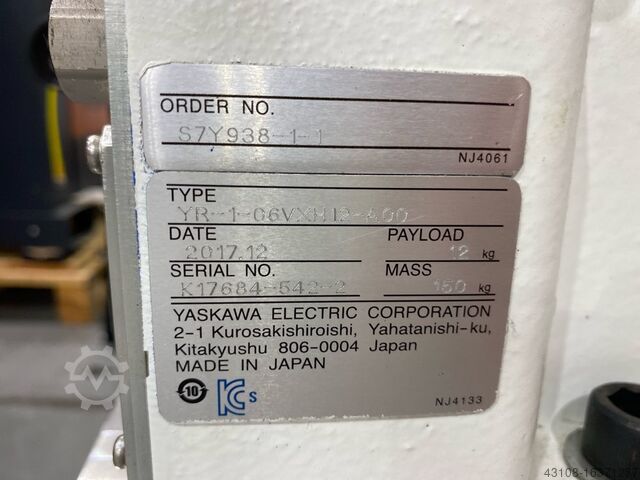 ORDER NO.
S7Y938-1-1
NJ4061
TYPE
YR-1-06VXH12-A00
DATE PAYLOAD
2017.12 12 kg
SERIAL NO. MASS
K17684-542-2 150 kg
YASKAWA ELECTRIC CORPORATION
2-1 Kurosakishiroishi, Yahatanishi-ku,
Kitakyushu 806-0004 Japan
MADE IN JAPAN
10
KC s
NJ4133